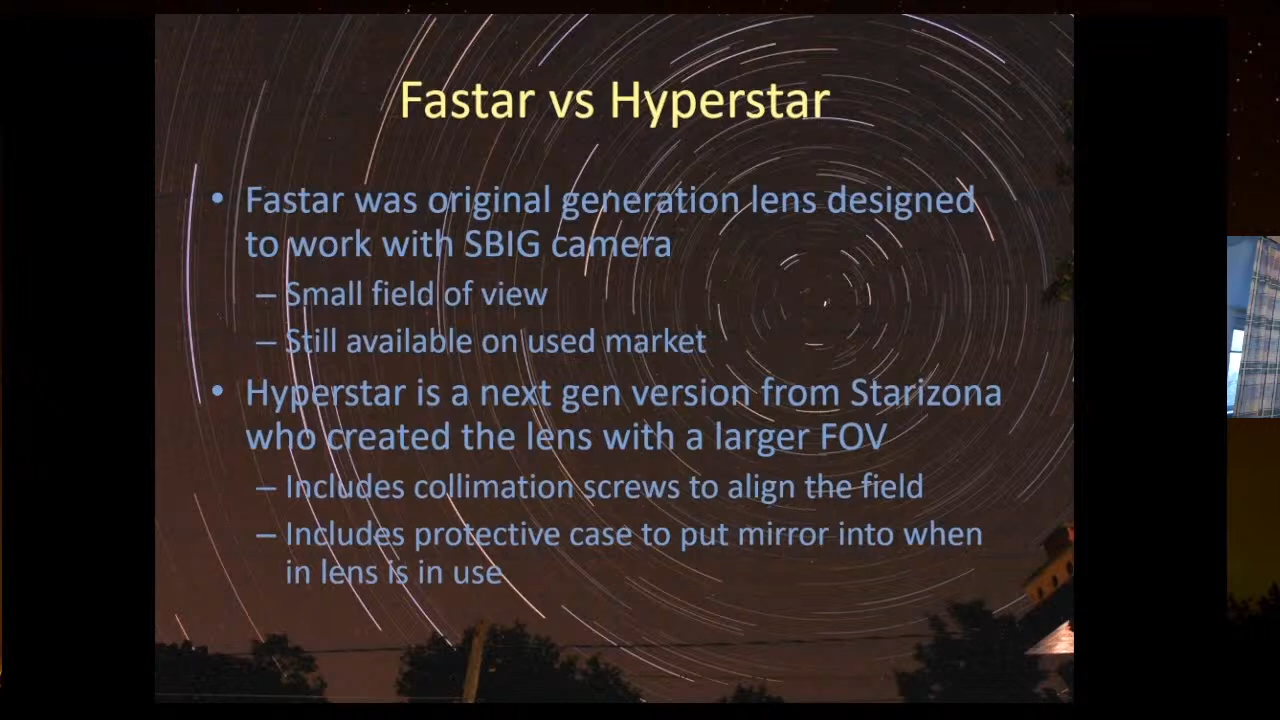 Fastar vs Hyperstar
• Fastar was original generation lens designed
to work with SBIG camera
– Small field of view
– Still available on used market
• Hyperstar is a next gen version from Starizona
who created the lens with a larger FOV
– Includes collimation screws to align the field
– Includes protective case to put mirror into when
in lens is in use